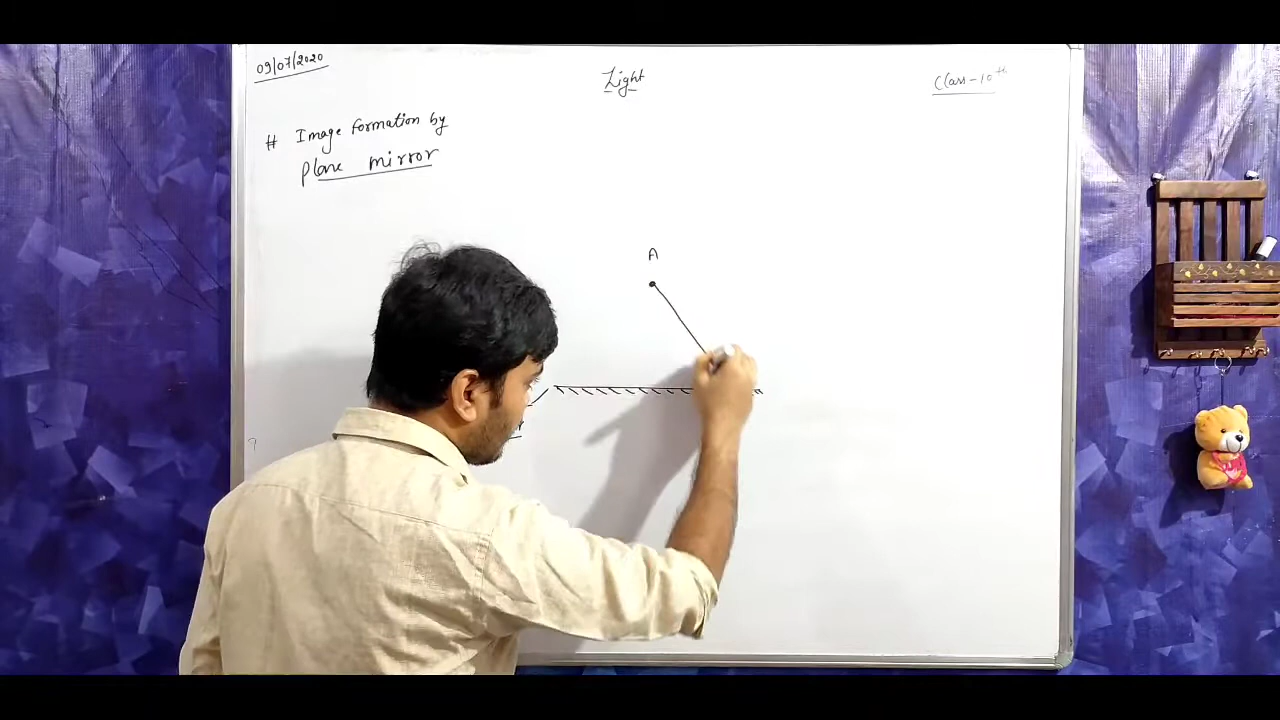 09/07/2020
Light
Class-10th
# Image formation by
plane mirror
A